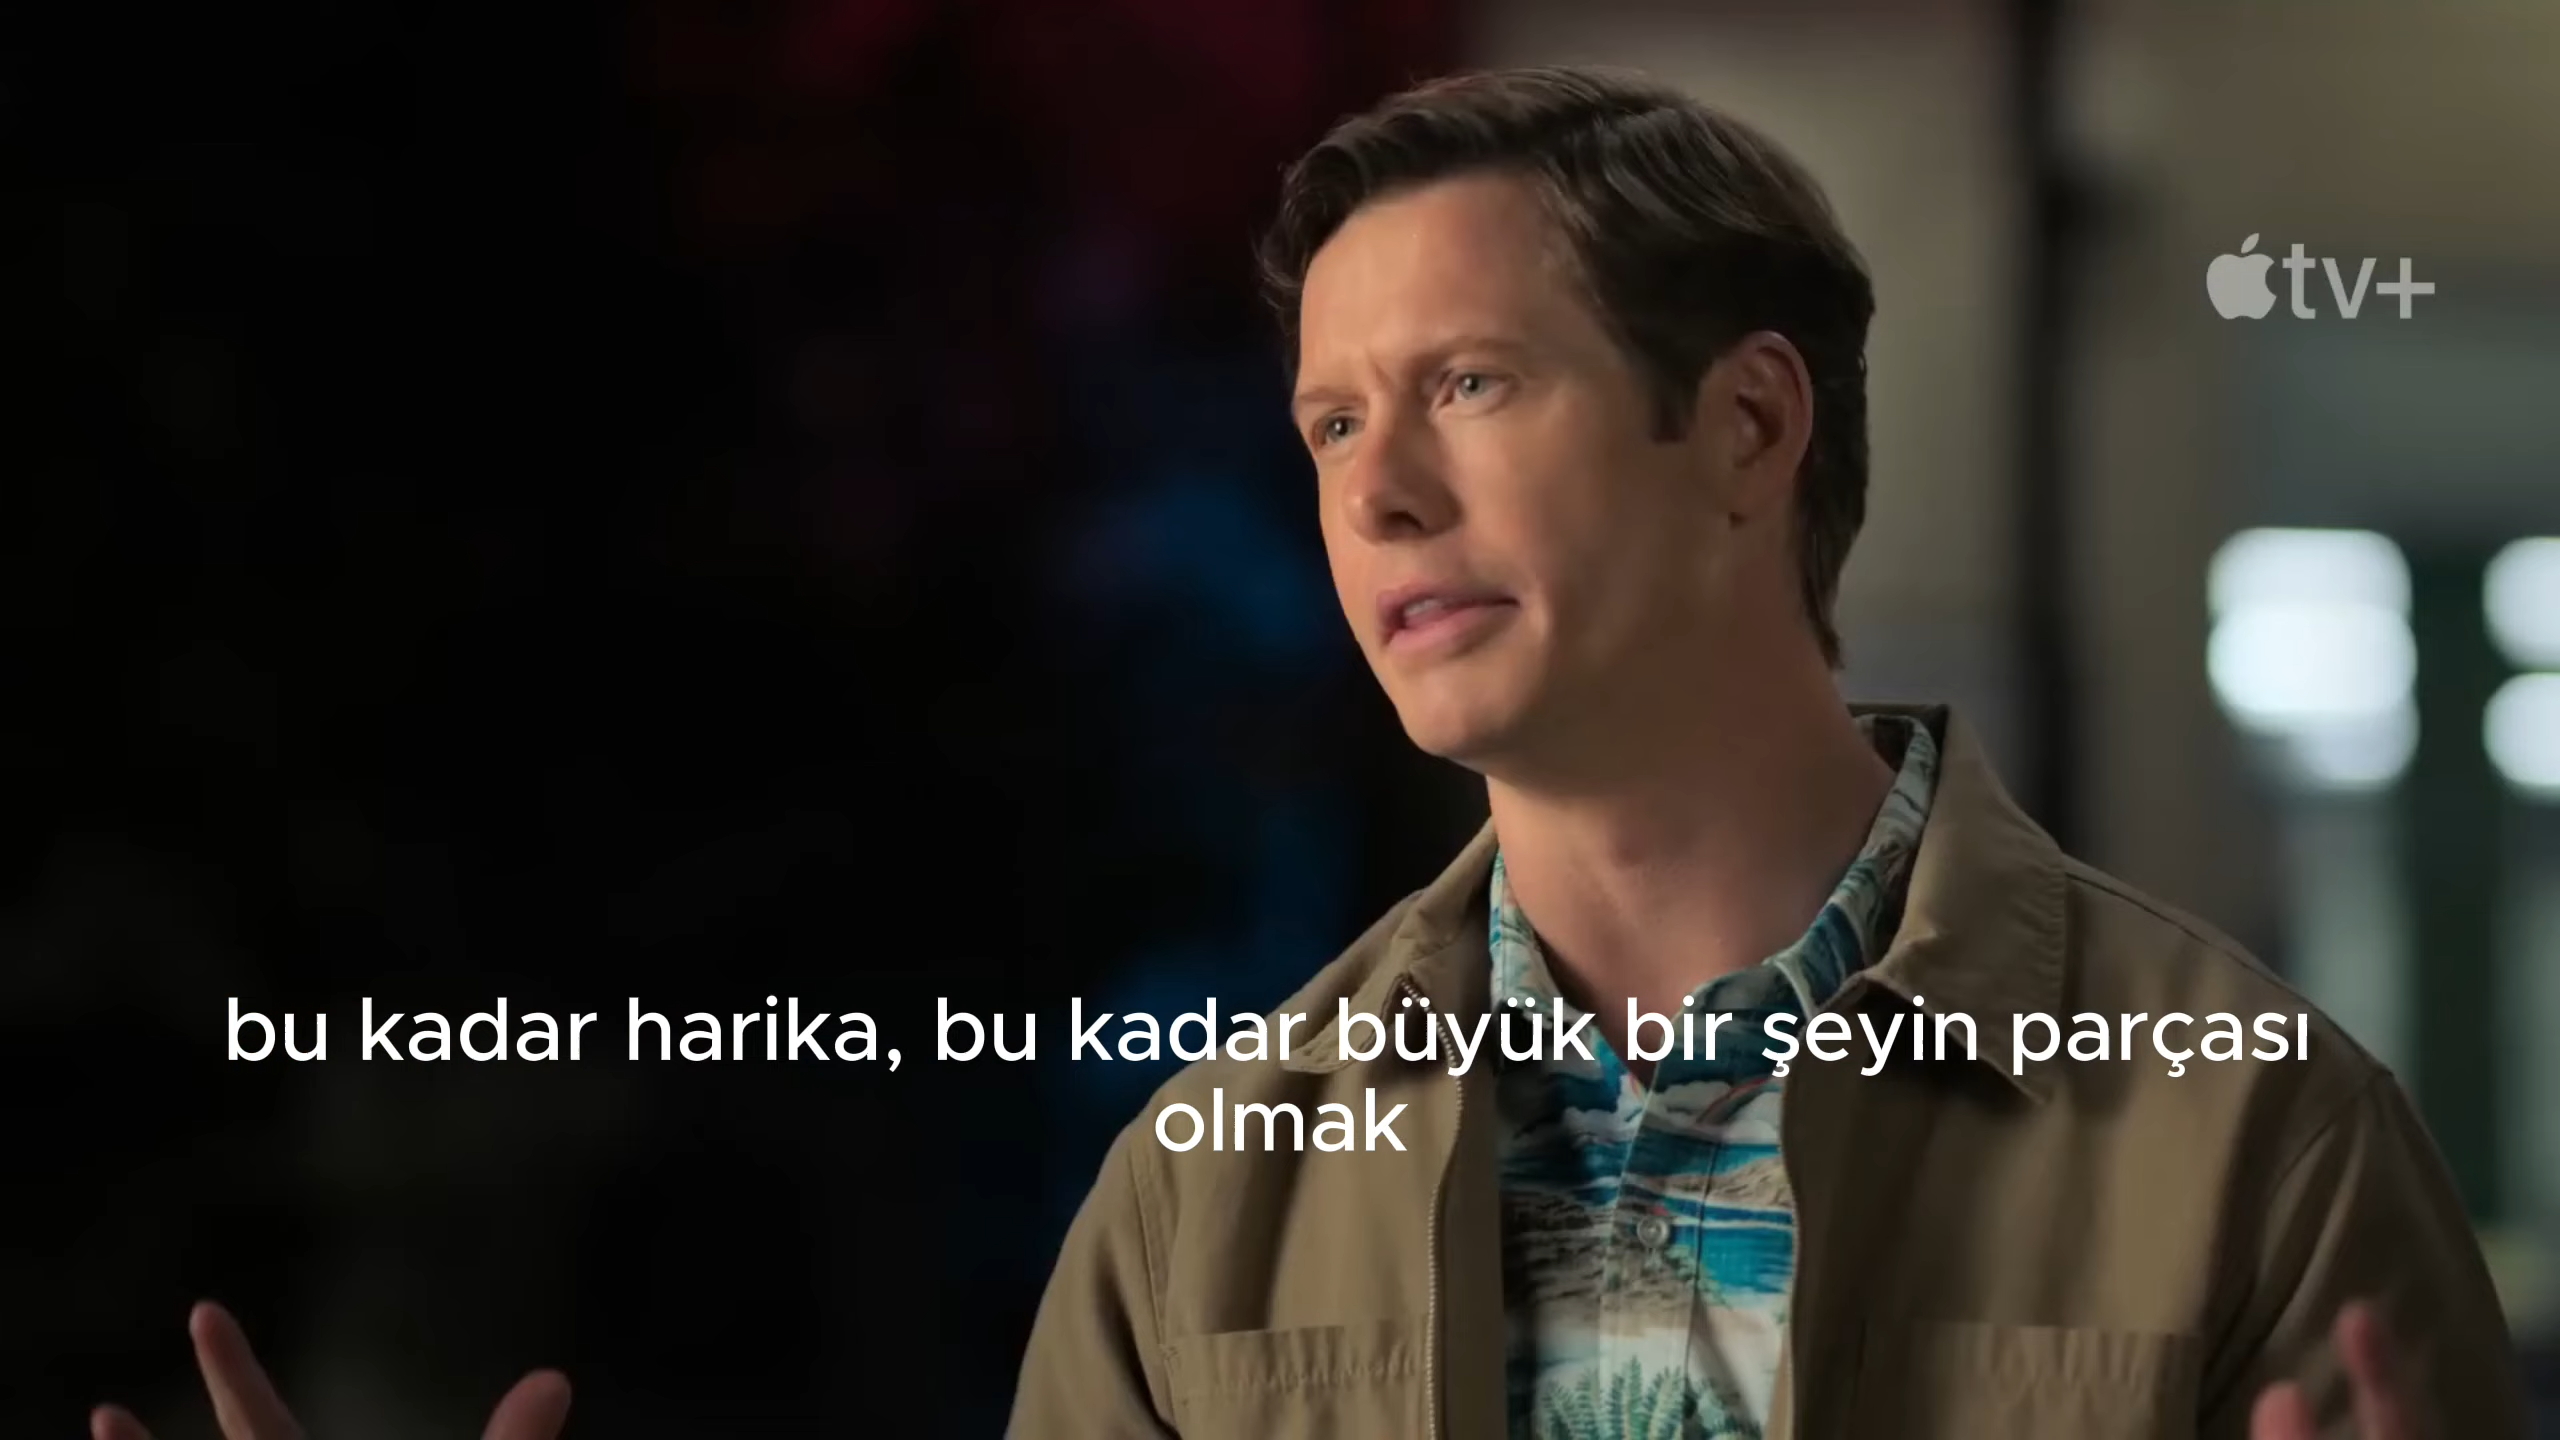 tv+
bu kadar harika, bu kadar büyük bir şeyin parçası
olmak